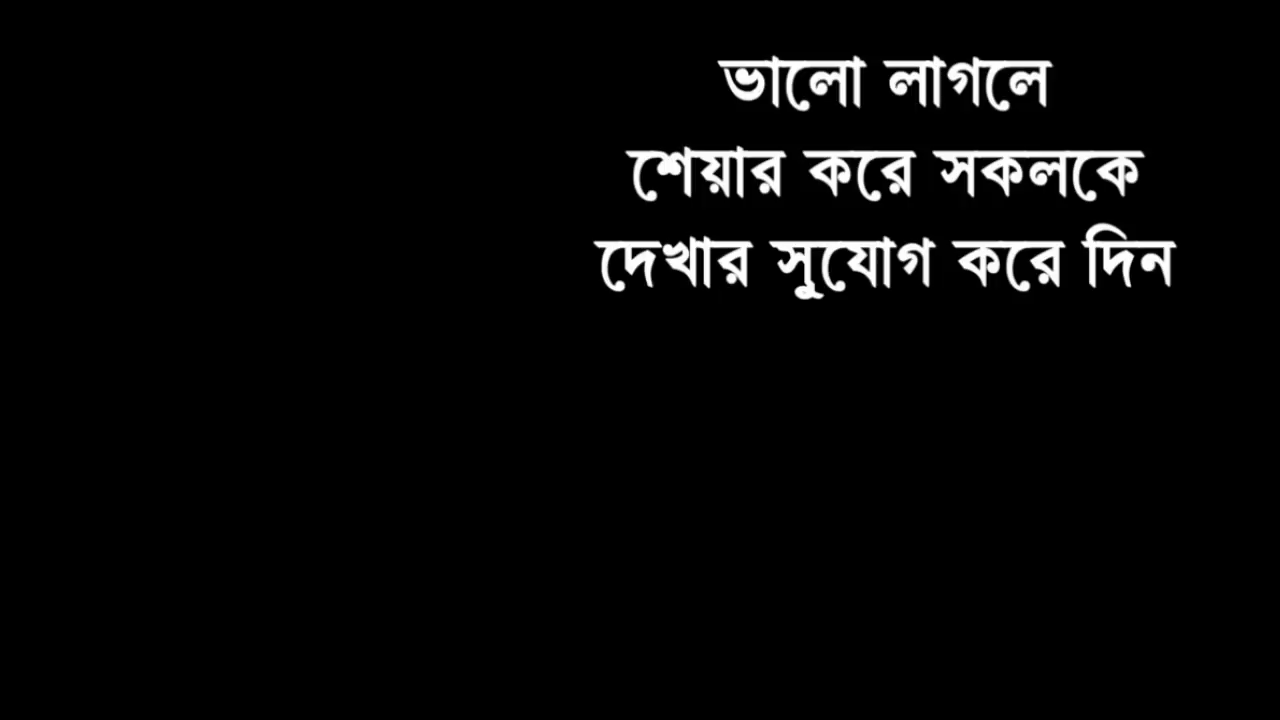 ভালো লাগলে
শেয়ার করে সকলকে
দেখার সুযোগ করে দিন